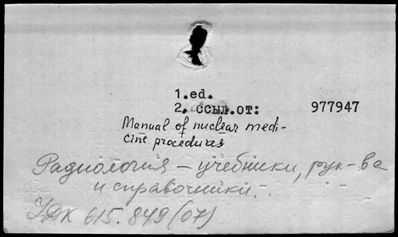 1.ed.
2. ссыл.от: 977947
Manual of nuclear medi-
cine procedures
Радиология – учебники, рук-ва
и справочники.
УДК 615.849(07)